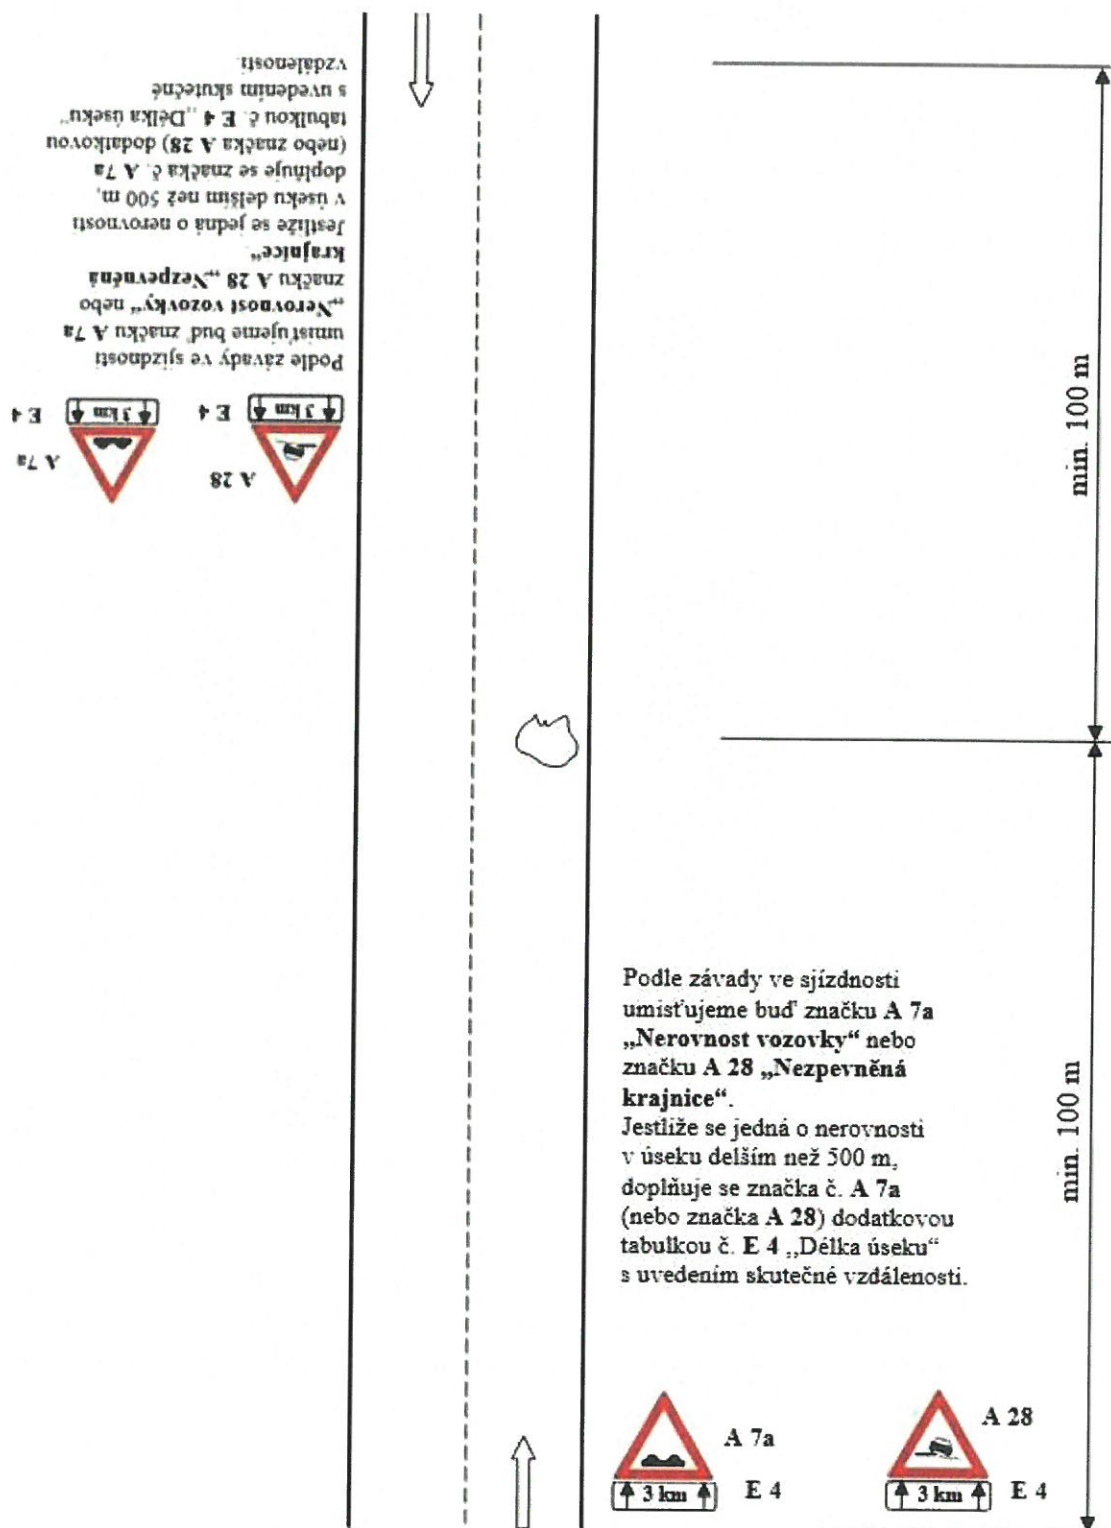 Podle závady ve sjízdnosti
umisťujeme buď značku A 7a
„Nerovnost vozovky“ nebo
značku A 28 „Nezpevněná
krajnice“.
Jestliže se jedná o nerovnosti
v úseku delším než 500 m,
doplňuje se značka č. A 7a
(nebo značka A 28) dodatkovou
tabulkou č. E 4 „Délka úseku“
s uvedením skutečné
vzdálenosti.
A 28
A 7a
3 km E 4
3 km E 4
min. 100 m
min. 100 m
Podle závady ve sjízdnosti
umisťujeme buď značku A 7a
„Nerovnost vozovky“ nebo
značku A 28 „Nezpevněná
krajnice“.
Jestliže se jedná o nerovnosti
v úseku delším než 500 m,
doplňuje se značka č. A 7a
(nebo značka A 28) dodatkovou
tabulkou č. E 4 „Délka úseku“
s uvedením skutečné vzdálenosti.
A 7a
A 28
3 km E 4
3 km E 4